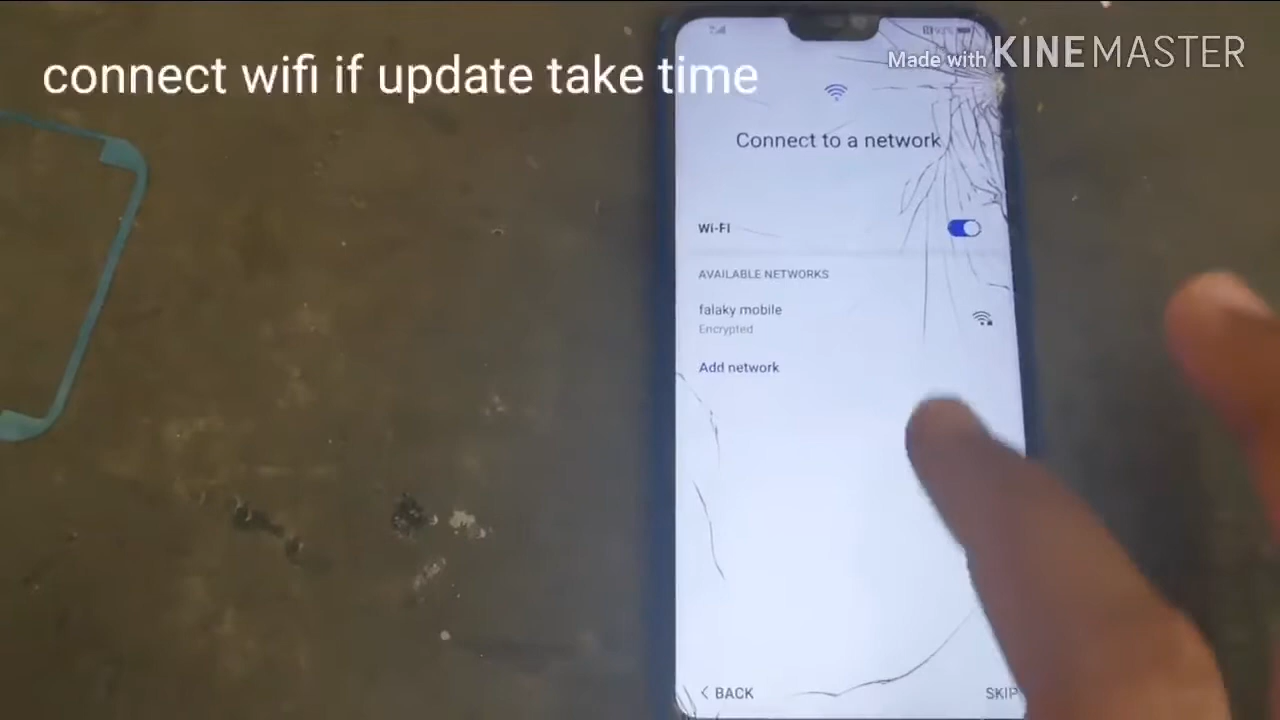 connect wifi if update take time
Made with KINEMASTER
Connect to a network
Wi-Fi
AVAILABLE NETWORKS
falaky mobile
Encrypted
Add network
BACK
SKIP